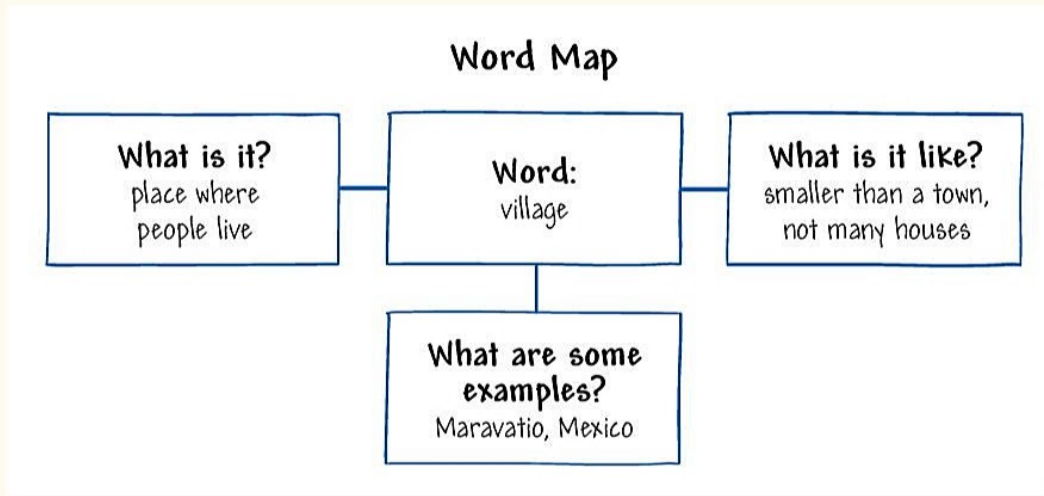 Word Map
What is it?
place where
people live
Word:
village
What is it like?
smaller than a town,
not many houses
What are some
examples?
Maravatio, Mexico